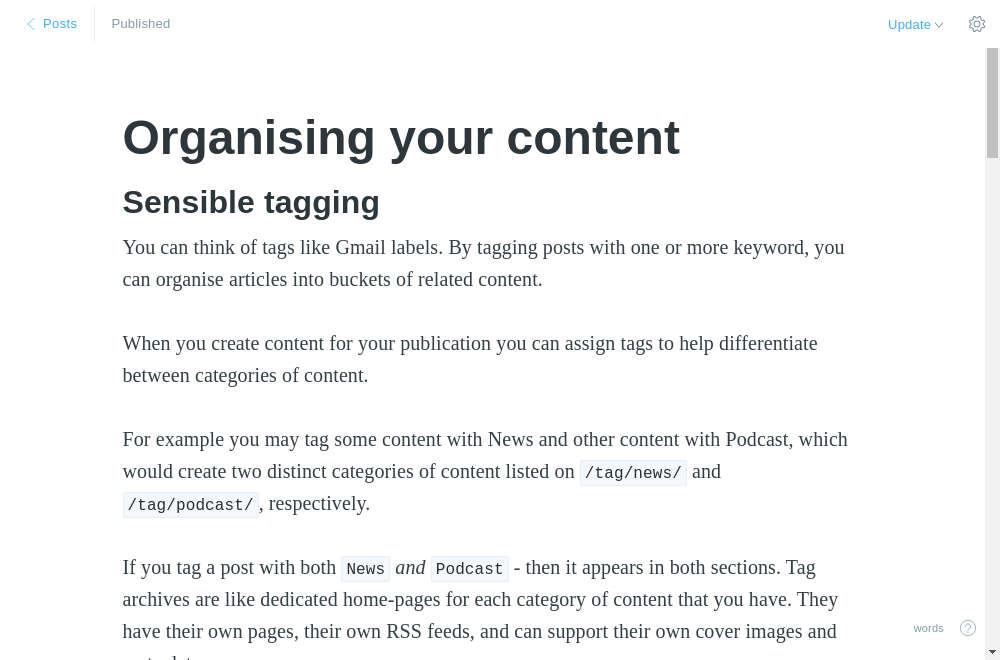 Posts
Published
Update
Organising your content
Sensible tagging
You can think of tags like Gmail labels. By tagging posts with one or more keyword, you
can organise articles into buckets of related content.
When you create content for your publication you can assign tags to help differentiate
between categories of content.
For example you may tag some content with News and other content with Podcast, which
would create two distinct categories of content listed on /tag/news/ and
/tag/podcast/, respectively.
If you tag a post with both News and Podcast - then it appears in both sections. Tag
archives are like dedicated home-pages for each category of content that you have. They
have their own pages, their own RSS feeds, and can support their own cover images and
words